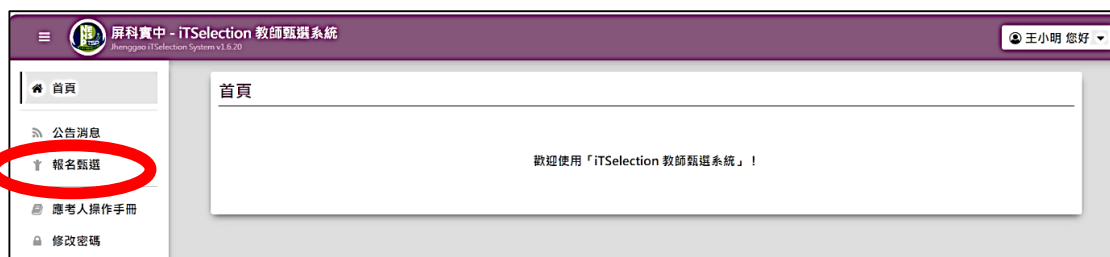 屏科實中 - iTSelection 教師甄選系統
Jhenggao iTSelection System v1.6.20
王小明 您好
首頁
首頁
公告消息
報名甄選
歡迎使用「iTSelection 教師甄選系統」！
應考人操作手冊
修改密碼